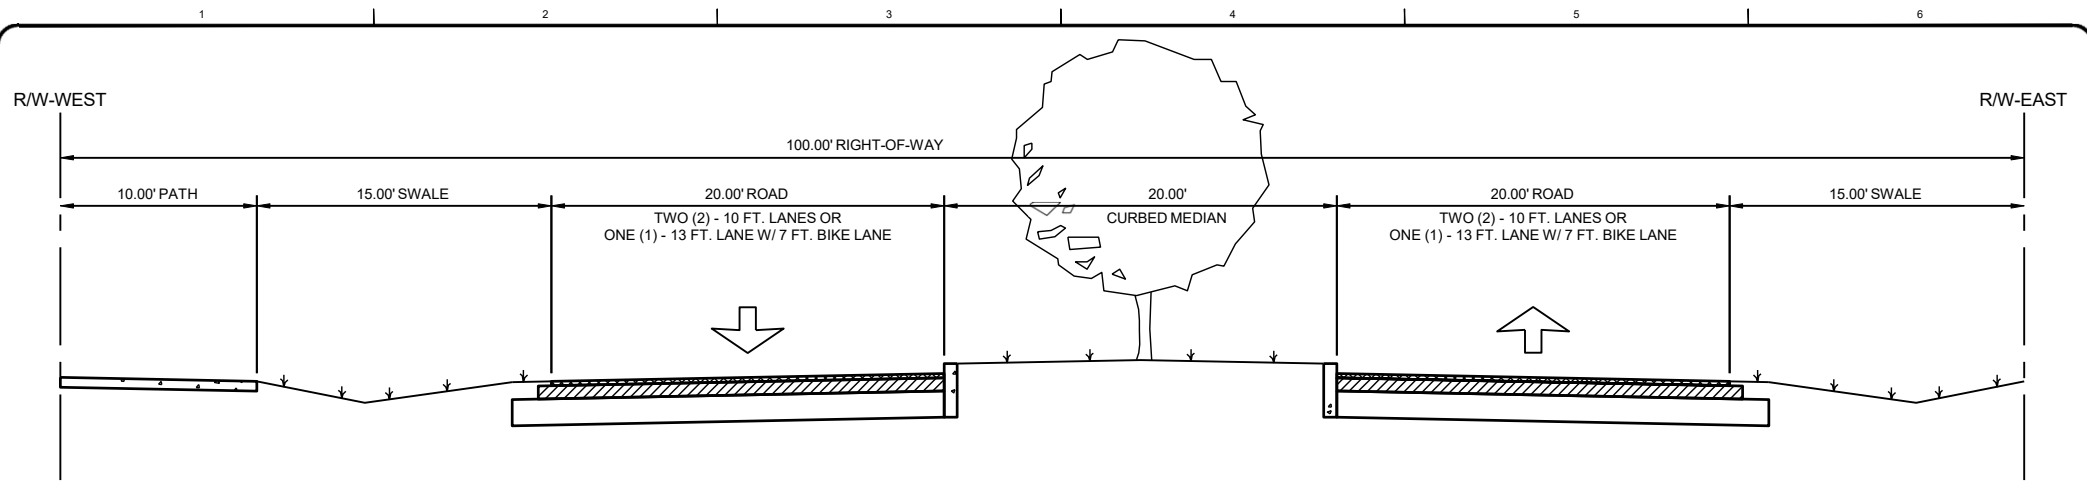 1 2 3 4 5 6
R/W-WEST R/W-EAST
100.00' RIGHT-OF-WAY
10.00' PATH 15.00' SWALE 20.00' ROAD 20.00' 20.00' ROAD 15.00' SWALE
TWO (2) - 10 FT. LANES OR CURBED MEDIAN TWO (2) - 10 FT. LANES OR
ONE (1) - 13 FT. LANE W/ 7 FT. BIKE LANE ONE (1) - 13 FT. LANE W/ 7 FT. BIKE LANE